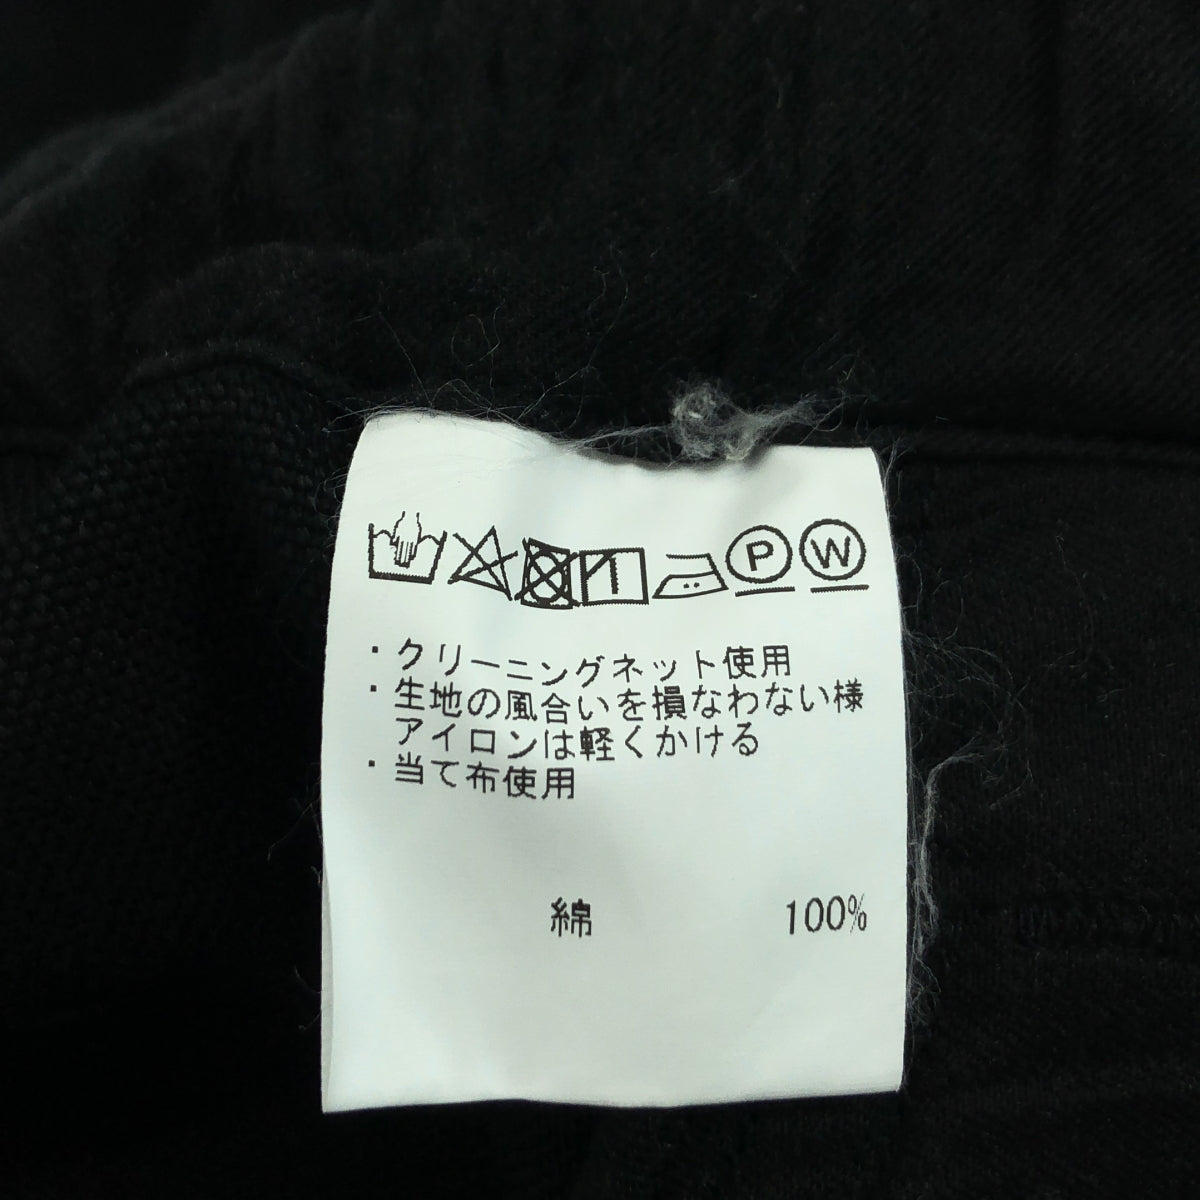 P W
・クリーニングネット使用
・生地の風合いを損なわない様
アイロンは軽くかける
・当て布使用
綿 100%